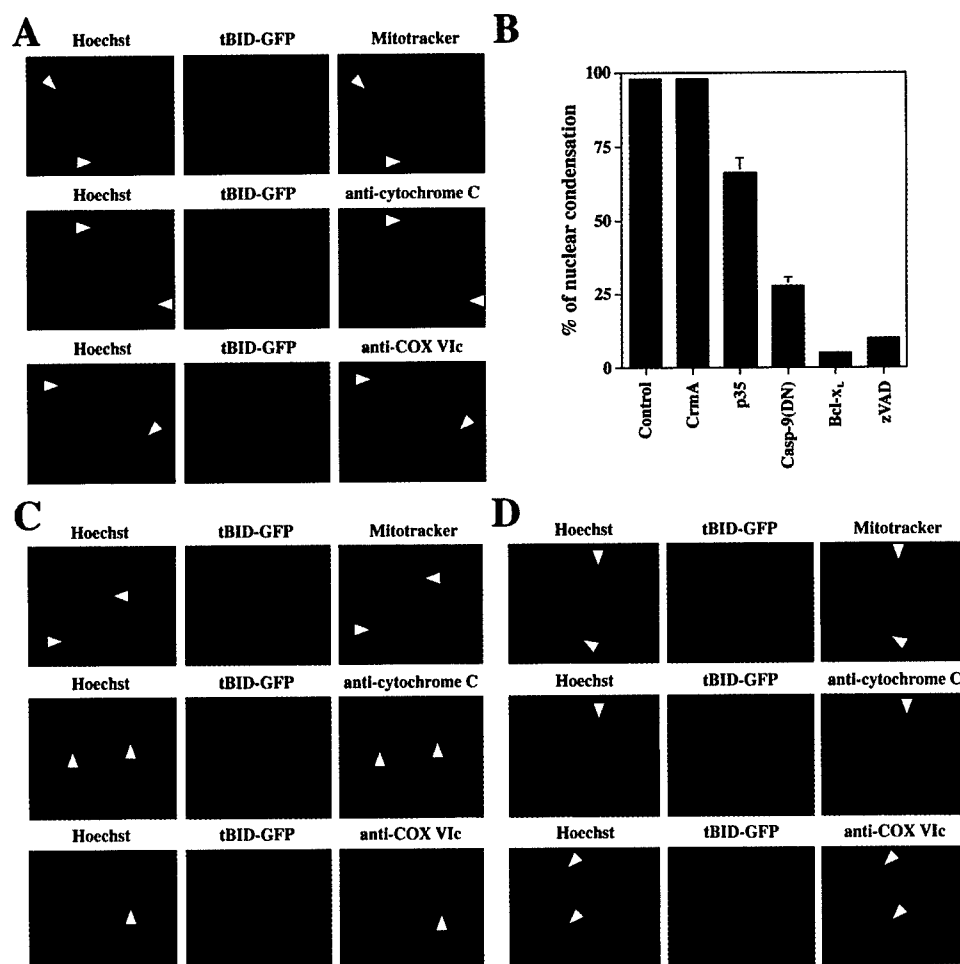 A
Hoechst tBID-GFP Mitotracker
Hoechst tBID-GFP anti-cytochrome C
Hoechst tBID-GFP anti-COX VIc
B
% of nuclear condensation
100
75
50
25
0
Control
CrmA
p35
Casp-9(DN)
Bcl-xL
zVAD
C
Hoechst tBID-GFP Mitotracker
Hoechst tBID-GFP anti-cytochrome C
Hoechst tBID-GFP anti-COX VIc
D
Hoechst tBID-GFP Mitotracker
Hoechst tBID-GFP anti-cytochrome C
Hoechst tBID-GFP anti-COX VIc